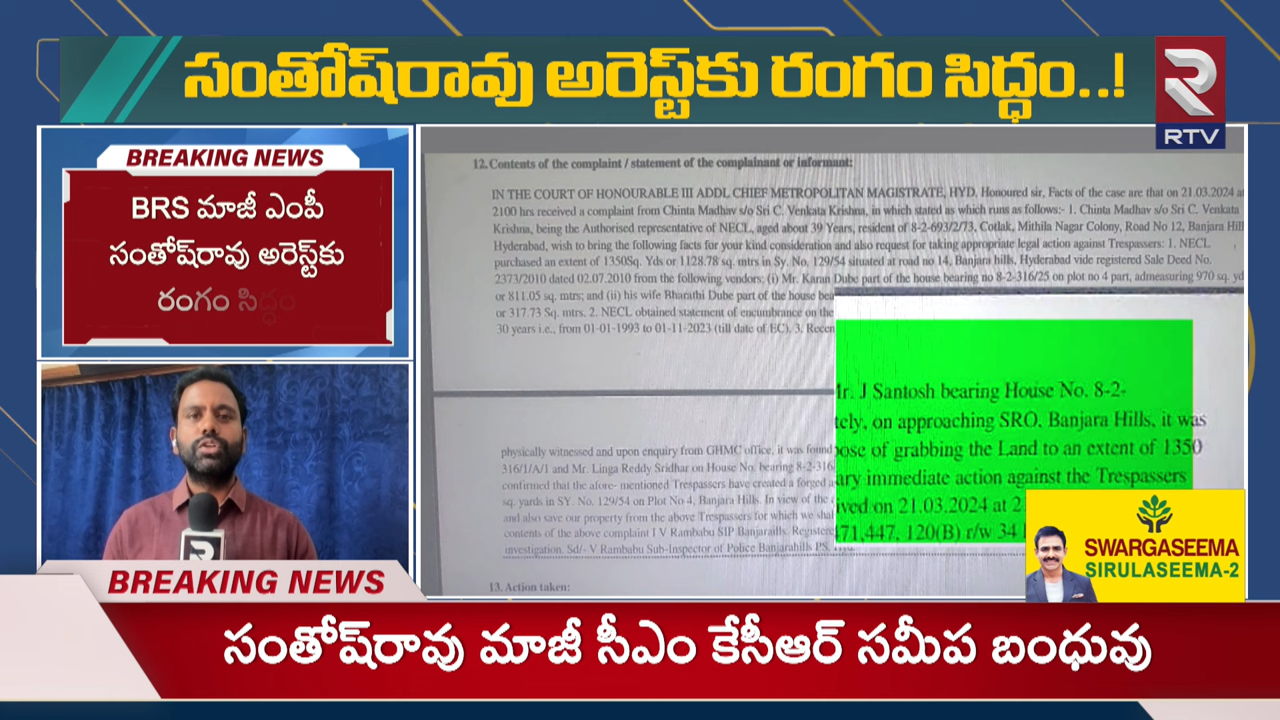 సంతోష్‌రావు అరెస్ట్‌కు రంగం సిద్ధం..!
RTV
BREAKING NEWS
BRS మాజీ ఎంపీ
సంతోష్‌రావు అరెస్ట్‌కు
రంగం సిద్ధం
12. Contents of the complaint / statement of the complainant or informant:
IN THE COURT OF HONOURABLE III ADDL CHIEF METROPOLITAN MAGISTRATE, HYD, Honoured sir, Facts of the case are that on 21.03.2024 at
2100 hrs received a complaint from Chinta Madhav s/o Sri C. Venkata Krishna, in which stated as which runs as follows:- 1. Chinta Madhav s/o Sri C. Venkata
Krishna, being the Authorised representative of NECL, aged about 39 Years, resident of 8-2-693/2/73, Cotlak, Mithila Nagar Colony, Road No 12, Banjara Hill
Hyderabad, wish to bring the following facts for your kind consideration and also request for taking appropriate legal action against Trespassers: 1. NECL
purchased an extent of 1350Sq. Yds or 1128.78 sq. mtrs in Sy. No. 129/54 situated at road no 14, Banjara hills, Hyderabad vide registered Sale Deed No.
2373/2010 dated 02.07.2010 from the following vendors: (i) Mr. Karan Dube part of the house bearing no 8-2-316/25 on plot no 4 part, admeasuring 970 sq. yd
or 811.05 sq. mtrs; and (ii) his wife Bharathi Dube part of the house bea
or 317.73 Sq. mtrs. 2. NECL obtained statement of encumbrance on the
30 years i.e., from 01-01-1993 to 01-11-2023 (till date of EC). 3. Recen
physically witnessed and upon enquiry from GHMC office, it was found
316/1/A/1 and Mr. Linga Reddy Sridhar on House No. bearing 8-2-316
confirmed that the afore- mentioned Trespassers have created a forged a
sq. yards in SY. No. 129/54 on Plot No 4, Banjara Hills. In view of the
and also save our property from the above Trespassers for which we shal
contents of the above complaint I V Rambabu SIP Banjaraills. Registere
investigation. Sd/- V Rambabu Sub-Inspector of Police Banjarahills PS,
13. Action taken:
Mr. J Santosh bearing House No. 8-2-
tely, on approaching SRO, Banjara Hills, it was
pose of grabbing the Land to an extent of 1350
ary immediate action against the Trespassers
ived on 21.03.2024 at 2
471,447, 120(B) r/w 34
SWARGASEEMA
SIRULASEEMA-2
BREAKING NEWS
సంతోష్‌రావు మాజీ సీఎం కేసీఆర్ సమీప బంధువు